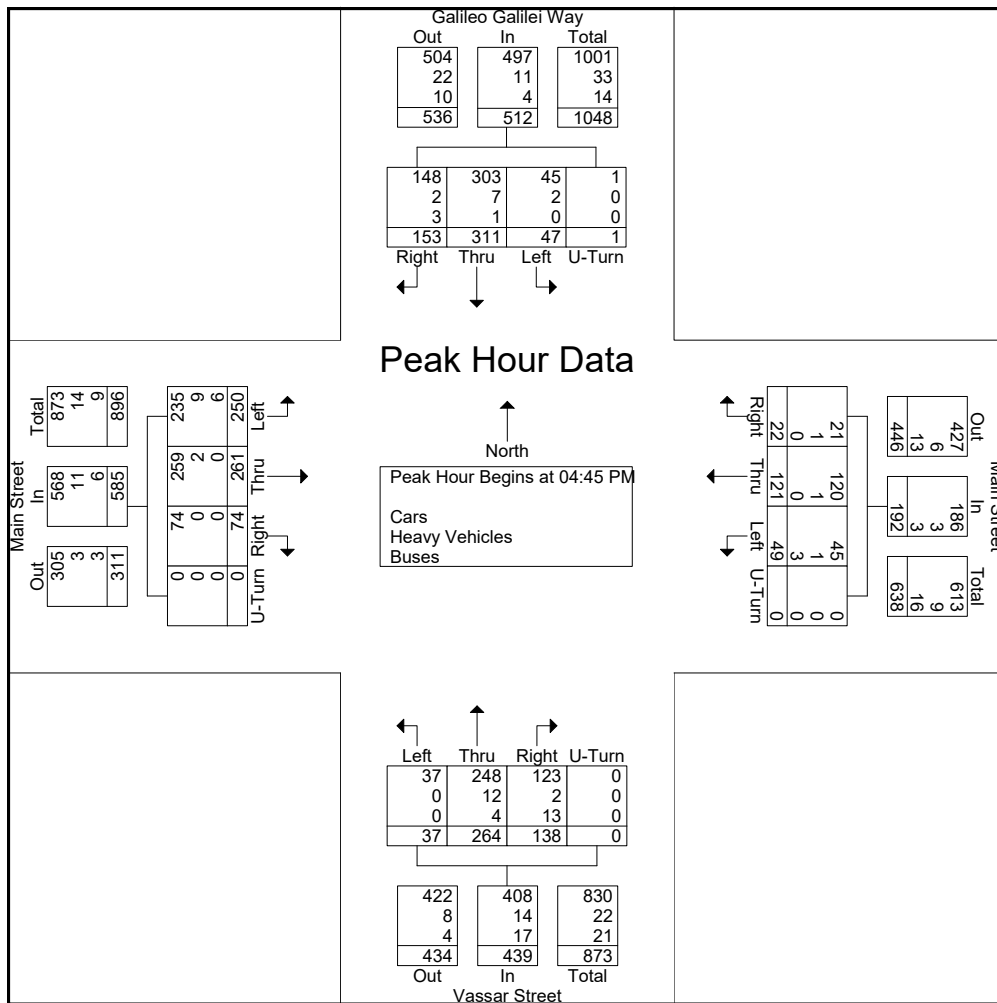 Galileo Galilei Way
Out In Total
504 497 1001
22 11 33
10 4 14
536 512 1048
148 303 45 1
2 7 2 0
3 1 0 0
153 311 47 1
Right Thru Left U-Turn
Peak Hour Data
North
Peak Hour Begins at 04:45 PM
Cars
Heavy Vehicles
Buses
Main Street
Out In Total
305 568 873
3 11 14
3 6 9
311 585 896
U-Turn Right Thru Left
0 74 259 235
0 0 2 9
0 0 0 6
0 74 261 250
Main Street
Out In Total
427 186 613
6 3 9
13 3 16
446 192 638
Right Thru Left U-Turn
21 120 45 0
1 1 1 0
0 0 3 0
22 121 49 0
Left Thru Right U-Turn
37 248 123 0
0 12 2 0
0 4 13 0
37 264 138 0
422 408 830
8 14 22
4 17 21
434 439 873
Out In Total
Vassar Street